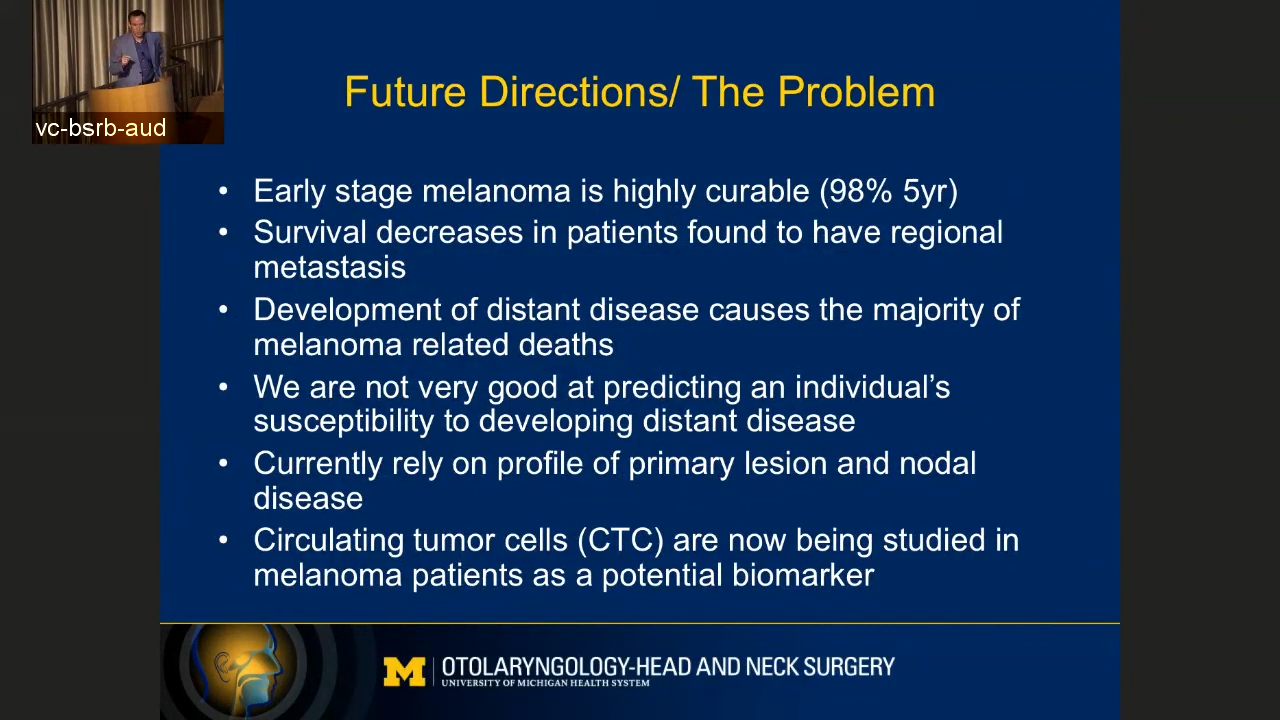 vc-bsrb-aud
Future Directions/ The Problem
• Early stage melanoma is highly curable (98% 5yr)
• Survival decreases in patients found to have regional
metastasis
• Development of distant disease causes the majority of
melanoma related deaths
• We are not very good at predicting an individual’s
susceptibility to developing distant disease
• Currently rely on profile of primary lesion and nodal
disease
• Circulating tumor cells (CTC) are now being studied in
melanoma patients as a potential biomarker
M OTOLARYNGOLOGY-HEAD AND NECK SURGERY
UNIVERSITY OF MICHIGAN HEALTH SYSTEM